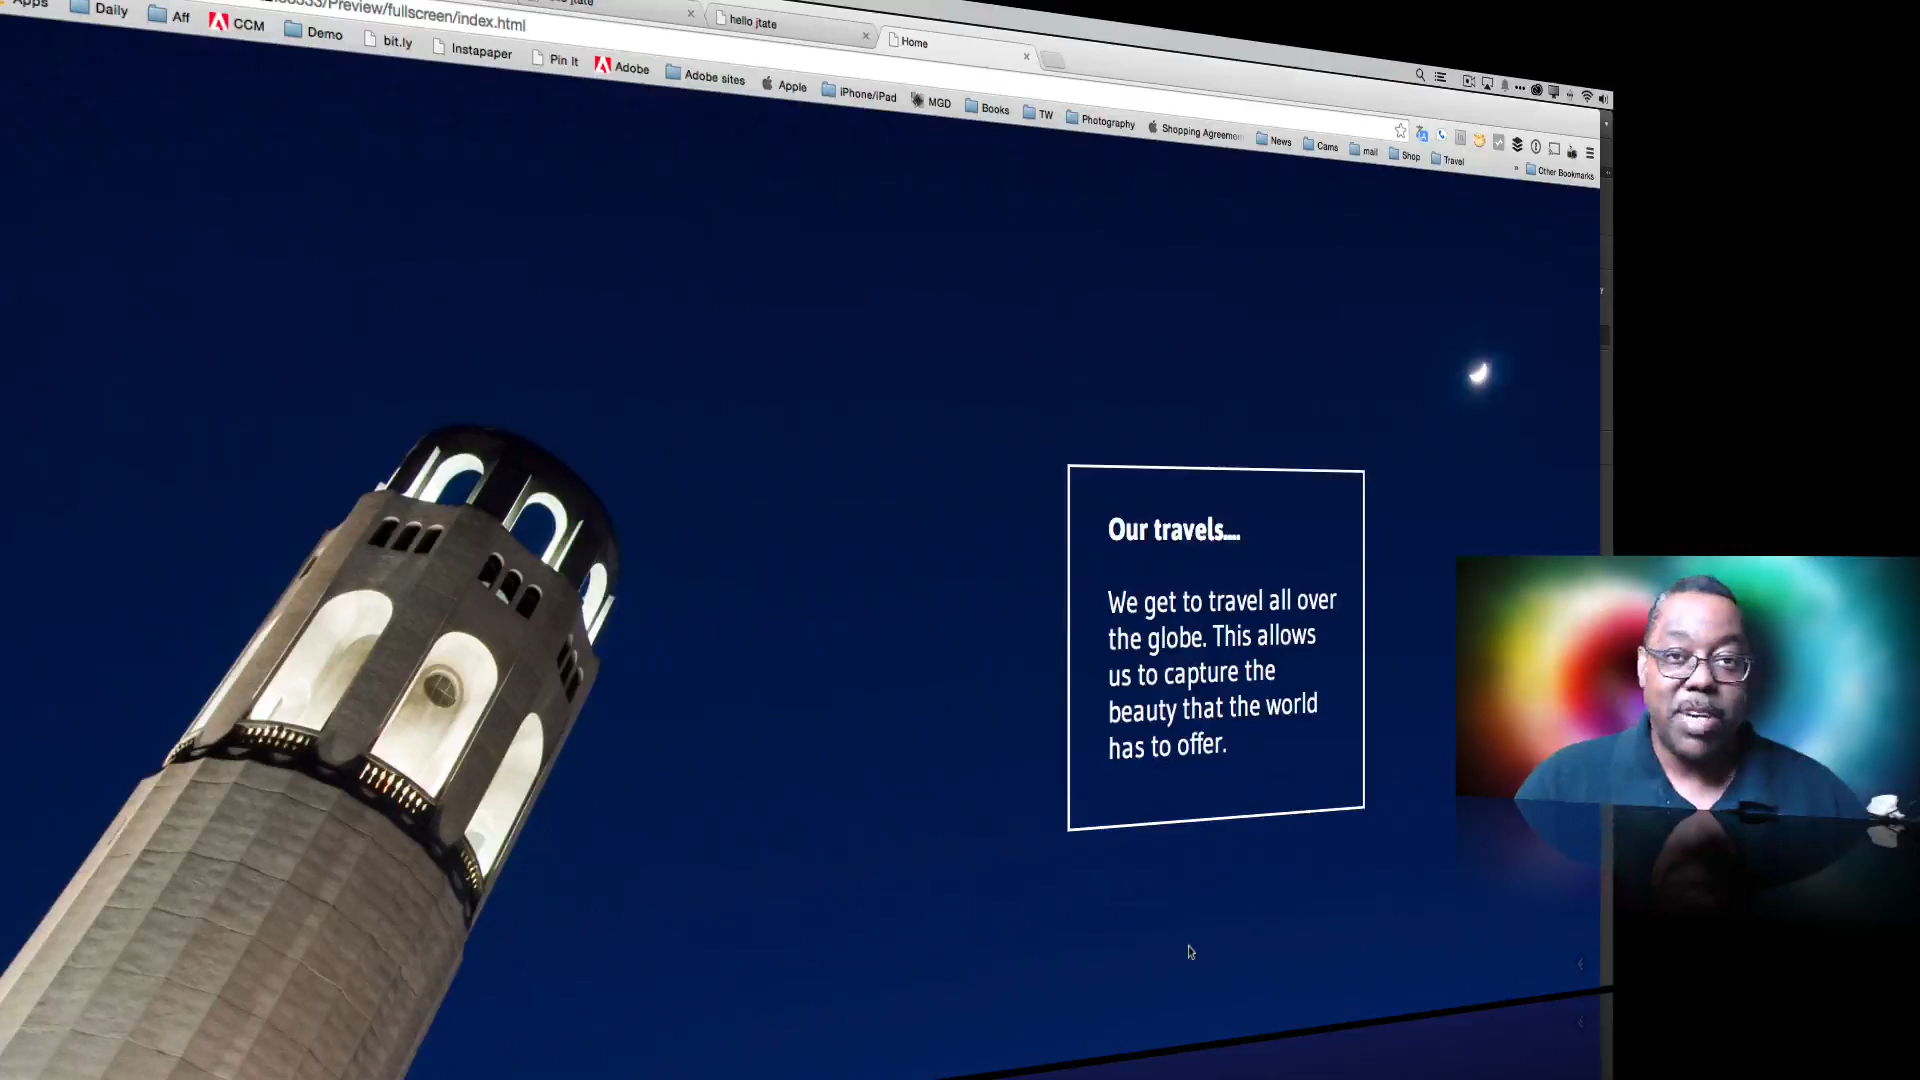 /Preview/fullscreen/index.html
hello jtate
Home
Apps
Daily
Aff
CCM
Demo
bit.ly
Instapaper
Pin It
Adobe
Adobe sites
Apple
iPhone/iPad
MGD
Books
TW
Photography
Shopping Agreemen
News
Cams
mail
Shop
Travel
Other Bookmarks
Our travels....
We get to travel all over
the globe. This allows
us to capture the
beauty that the world
has to offer.